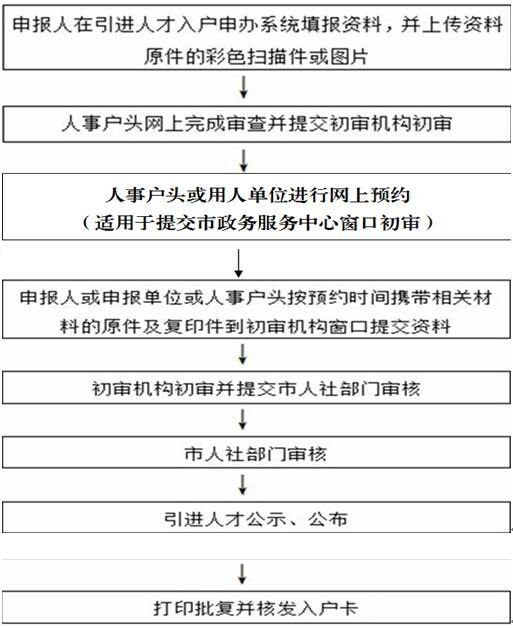 申报人在引进人才入户申办系统填报资料，并上传资料
原件的彩色扫描件或图片
人事户头网上完成审查并提交初审机构初审
人事户头或用人单位进行网上预约
（适用于提交市政务服务中心窗口初审）
申报人或申报单位或人事户头按预约时间携带相关材
料的原件及复印件到初审机构窗口提交资料
初审机构初审并提交市人社部门审核
市人社部门审核
引进人才公示、公布
打印批复并核发入户卡